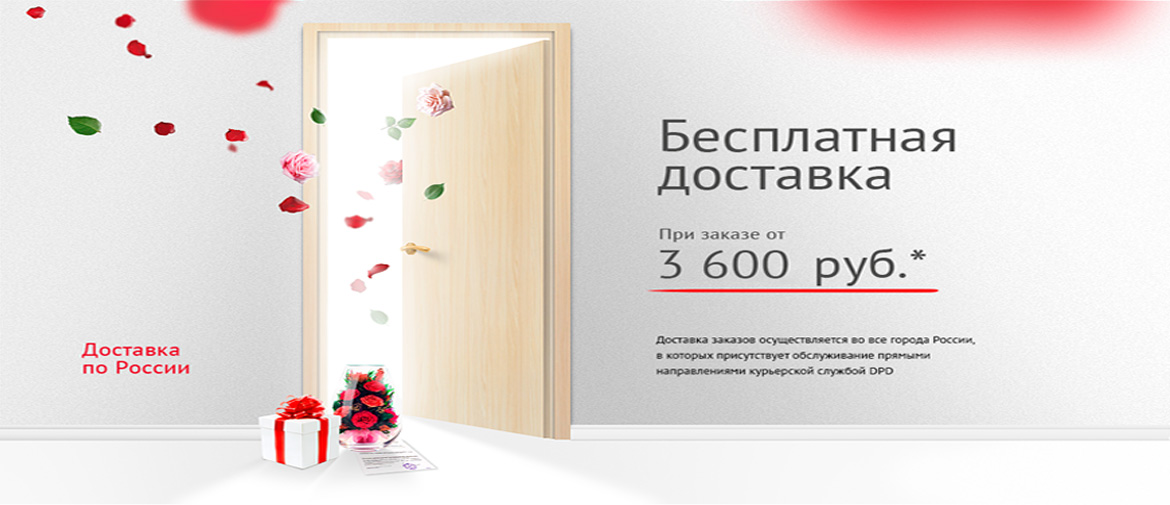 Бесплатная
доставка
При заказе от
3 600 руб.*
Доставка заказов осуществляется во все города России,
в которых присутствует обслуживание прямыми
направлениями курьерской службой DPD
Доставка
по России